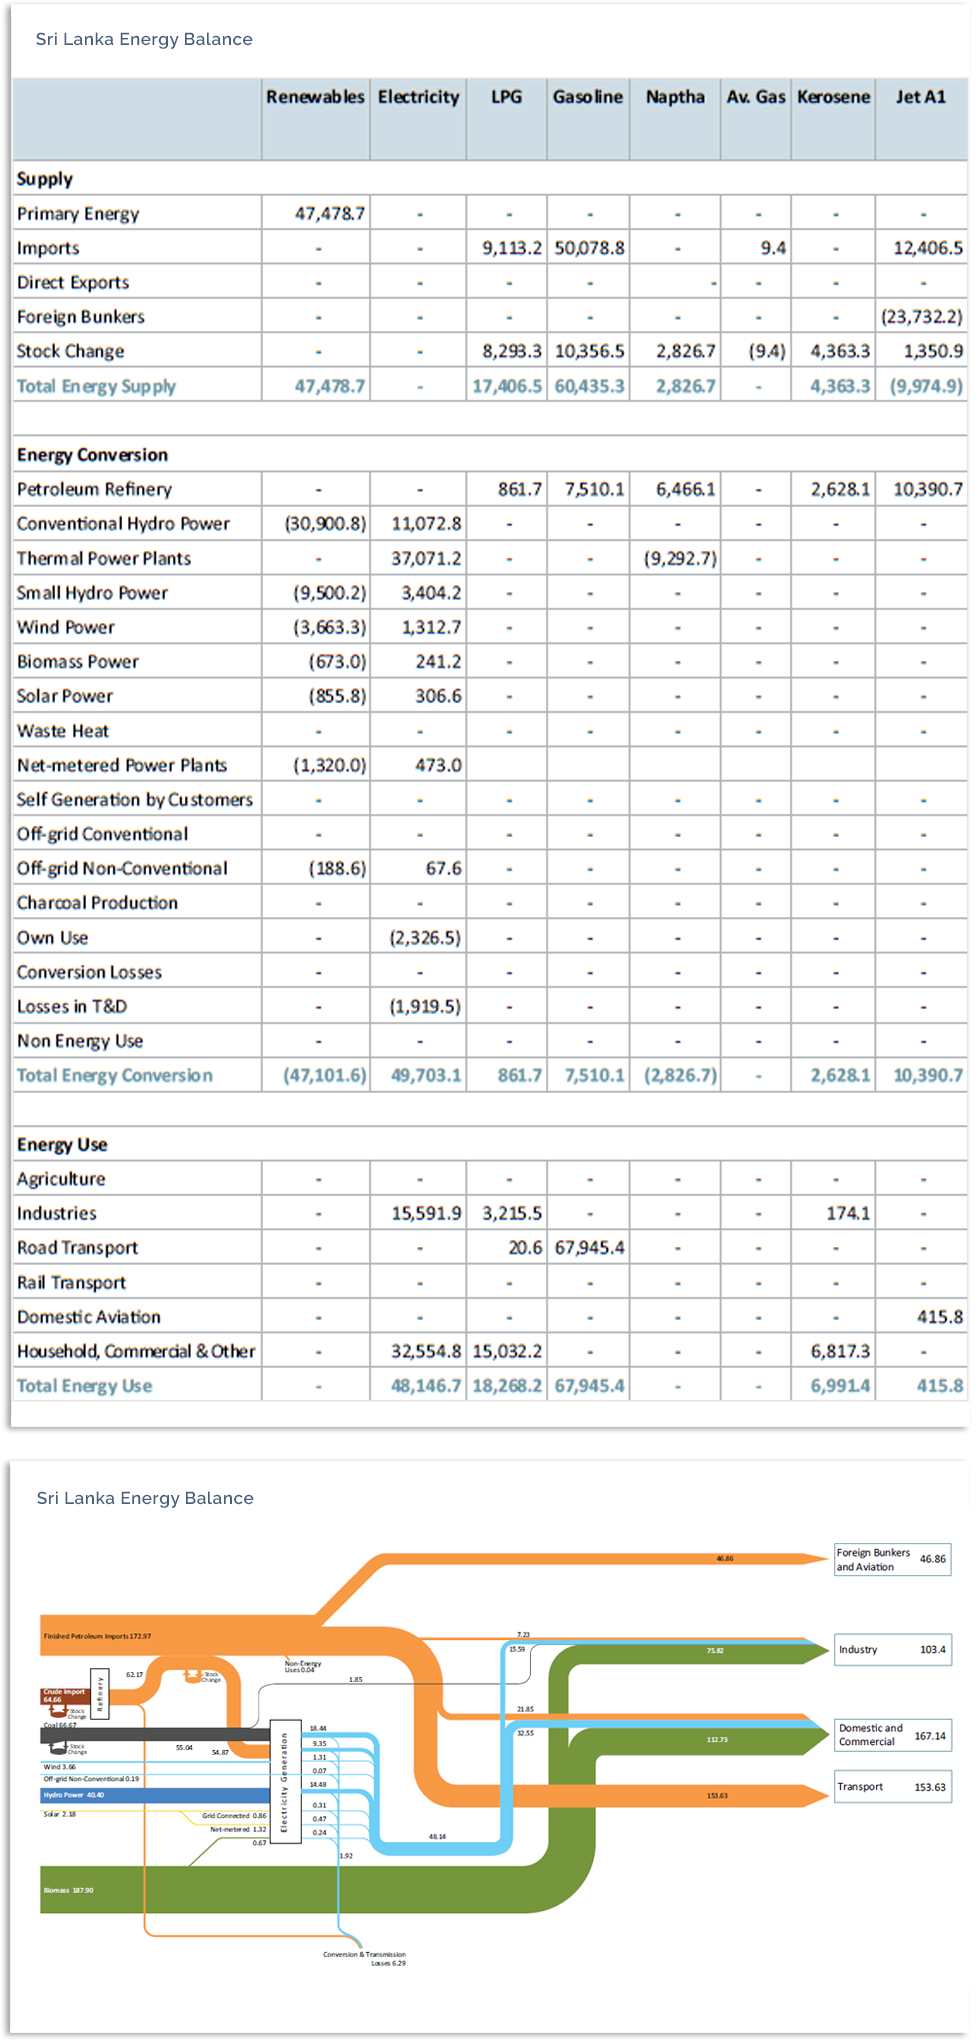 Sri Lanka Energy Balance
Renewables Electricity LPG Gasoline Naptha Av. Gas Kerosene Jet A1
Supply
Primary Energy 47,478.7 - - - - - - -
Imports - - 9,113.2 50,078.8 - 9.4 - 12,406.5
Direct Exports - - - - - - - -
Foreign Bunkers - - - - - - - (23,732.2)
Stock Change - - 8,293.3 10,356.5 2,826.7 (9.4) 4,363.3 1,350.9
Total Energy Supply 47,478.7 - 17,406.5 60,435.3 2,826.7 - 4,363.3 (9,974.9)
Energy Conversion
Petroleum Refinery - - 861.7 7,510.1 6,466.1 - 2,628.1 10,390.7
Conventional Hydro Power (30,900.8) 11,072.8 - - - - - -
Thermal Power Plants - 37,071.2 - - (9,292.7) - - -
Small Hydro Power (9,500.2) 3,404.2 - - - - - -
Wind Power (3,663.3) 1,312.7 - - - - - -
Biomass Power (673.0) 241.2 - - - - - -
Solar Power (855.8) 306.6 - - - - - -
Waste Heat - - - - - - - -
Net-metered Power Plants (1,320.0) 473.0
Self Generation by Customers - - - - - - - -
Off-grid Conventional - - - - - - - -
Off-grid Non-Conventional (188.6) 67.6 - - - - - -
Charcoal Production - - - - - - - -
Own Use - (2,326.5) - - - - - -
Conversion Losses - - - - - - - -
Losses in T&D - (1,919.5) - - - - - -
Non Energy Use - - - - - - - -
Total Energy Conversion (47,101.6) 49,703.1 861.7 7,510.1 (2,826.7) - 2,628.1 10,390.7
Energy Use
Agriculture - - - - - - - -
Industries - 15,591.9 3,215.5 - - - 174.1 -
Road Transport - - 20.6 67,945.4 - - - -
Rail Transport - - - - - - - -
Domestic Aviation - - - - - - - 415.8
Household, Commercial & Other - 32,554.8 15,032.2 - - - 6,817.3 -
Total Energy Use - 48,146.7 18,268.2 67,945.4 - - 6,991.4 415.8
Sri Lanka Energy Balance
46.86
Foreign Bunkers
and Aviation 46.86
Finished Petroleum Imports 172.97
7.23
15.59
75.82
Industry 103.4
Non-Energy
Uses 0.04
62.17
Stock
Change
1.85
Refinery
Crude Import
64.66
Stock
Change
21.85
Coal 66.67
18.44
32.55
112.73
Domestic and
Commercial 167.14
Stock
Change
55.04
54.87
9.35
1.31
Wind 3.66
0.07
Off-grid Non-Conventional 0.19
14.48
Electricity Generation
Hydro Power 40.40
153.63
Transport 153.63
0.31
Solar 2.18
Grid Connected 0.86
0.47
Net-metered 1.32
0.24
0.67
48.14
1.92
Biomass 187.90
Conversion & Transmission
Losses 6.29